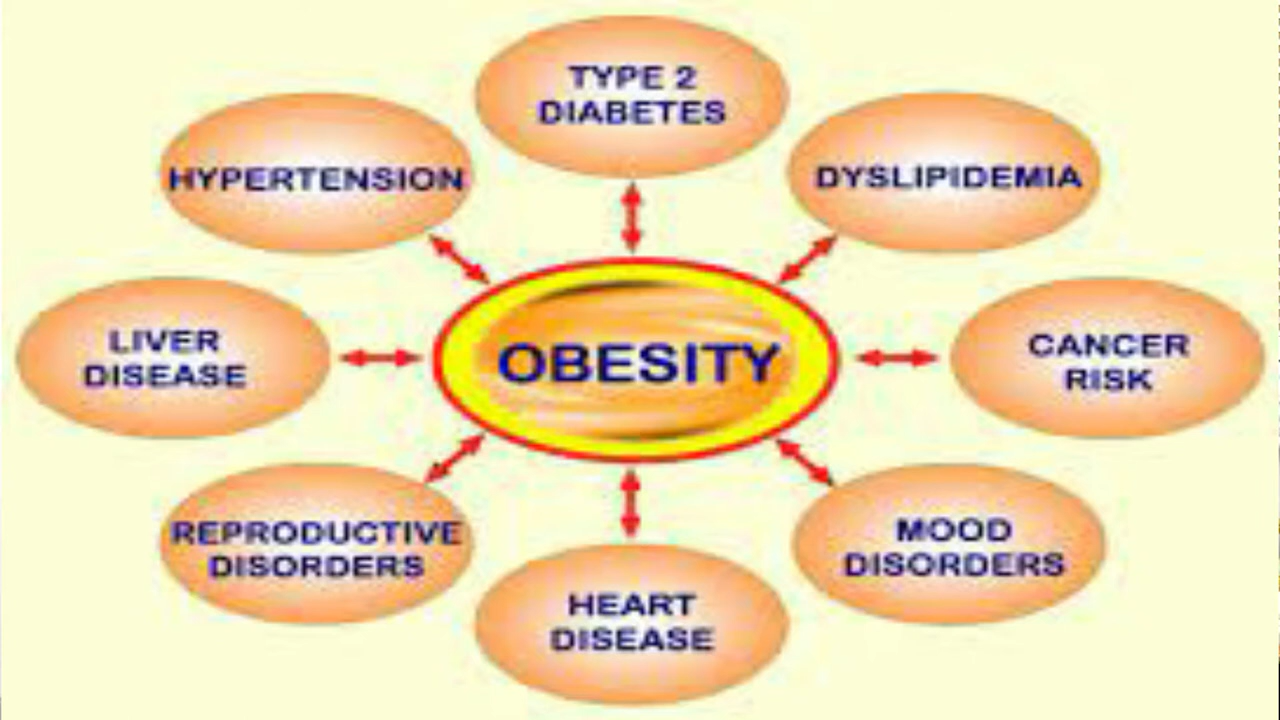 TYPE 2
DIABETES
HYPERTENSION
DYSLIPIDEMIA
LIVER
DISEASE
OBESITY
CANCER
RISK
REPRODUCTIVE
DISORDERS
MOOD
DISORDERS
HEART
DISEASE